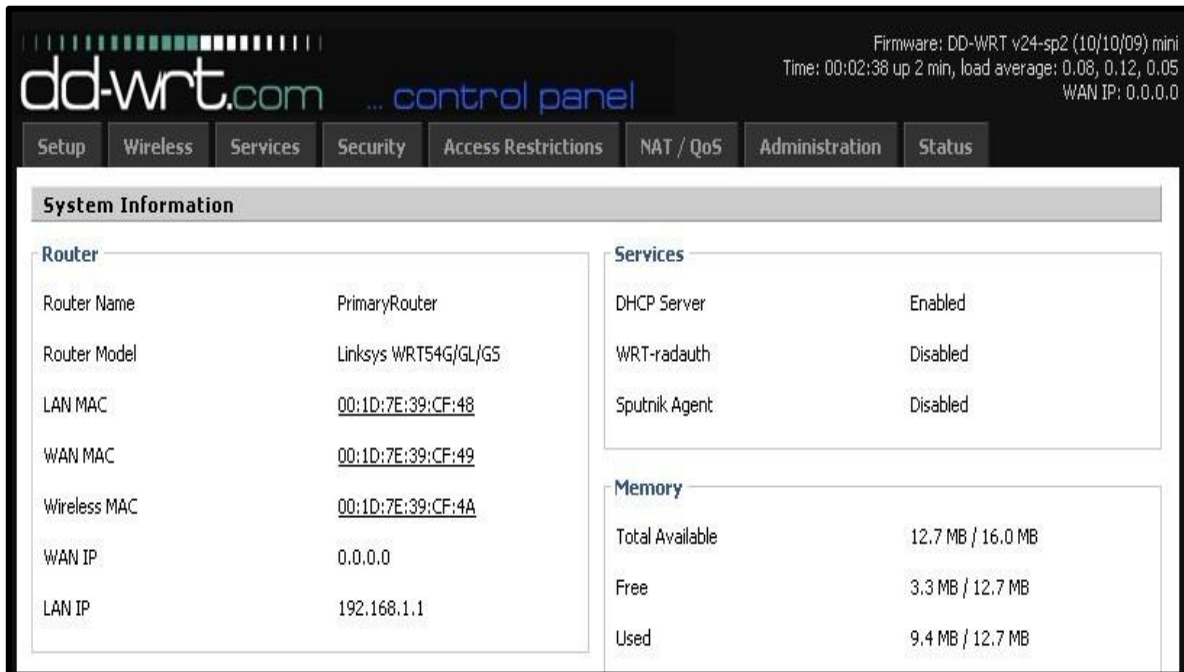 Firmware: DD-WRT v24-sp2 (10/10/09) mini
Time: 00:02:38 up 2 min, load average: 0.08, 0.12, 0.05
WAN IP: 0.0.0.0
dd-wrt.com ... control panel
Setup Wireless Services Security Access Restrictions NAT / QoS Administration Status
System Information
Router
Router Name PrimaryRouter
Router Model Linksys WRT54G/GL/GS
LAN MAC 00:1D:7E:39:CF:48
WAN MAC 00:1D:7E:39:CF:49
Wireless MAC 00:1D:7E:39:CF:4A
WAN IP 0.0.0.0
LAN IP 192.168.1.1
Services
DHCP Server Enabled
WRT-radauth Disabled
Sputnik Agent Disabled
Memory
Total Available 12.7 MB / 16.0 MB
Free 3.3 MB / 12.7 MB
Used 9.4 MB / 12.7 MB